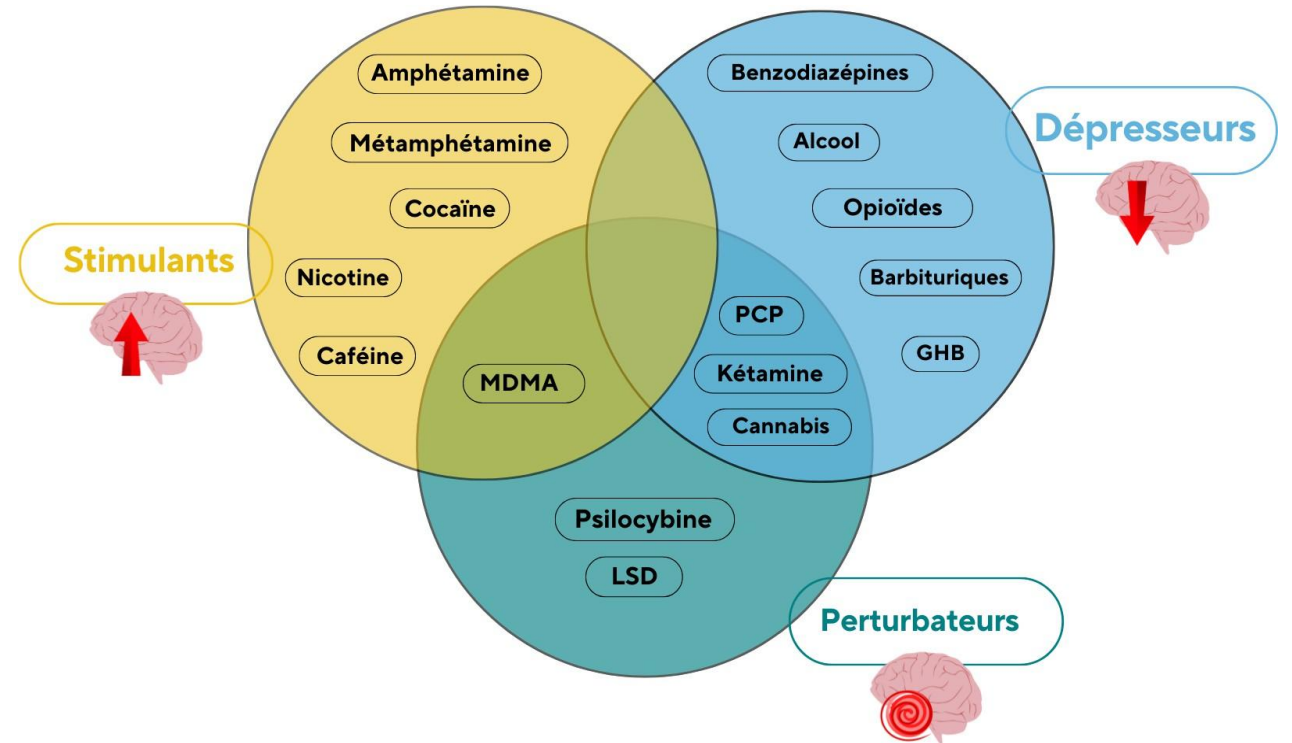 Amphétamine
Métamphétamine
Cocaïne
Nicotine
Caféine
Stimulants
MDMA
Benzodiazépines
Alcool
Opioïdes
Barbituriques
GHB
Dépresseurs
PCP
Kétamine
Cannabis
Psilocybine
LSD
Perturbateurs